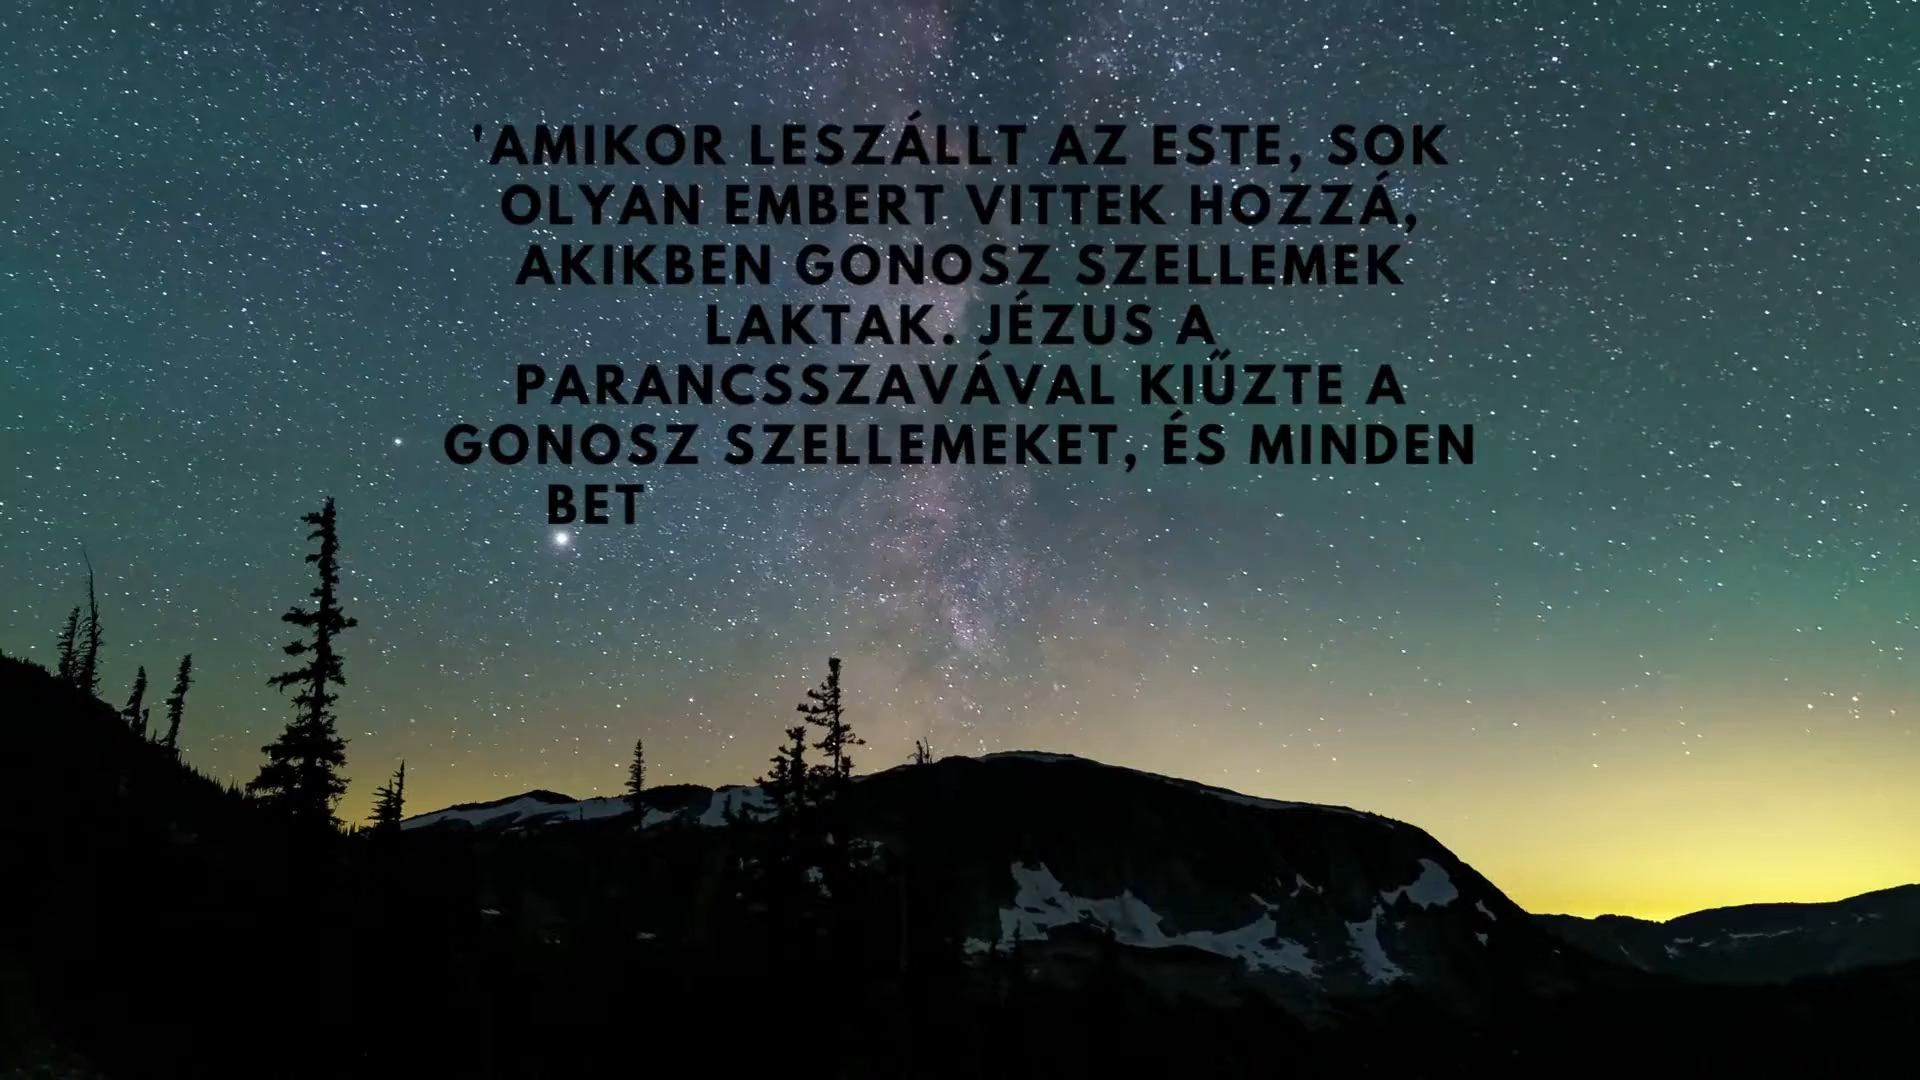 'AMIKOR LESZÁLLT AZ ESTE, SOK
OLYAN EMBERT VITTEK HOZZÁ,
AKIKBEN GONOSZ SZELLEMEK
LAKTAK. JÉZUS A
PARANCSSZAVÁVAL KIŰZTE A
GONOSZ SZELLEMEKET, ÉS MINDEN
BET